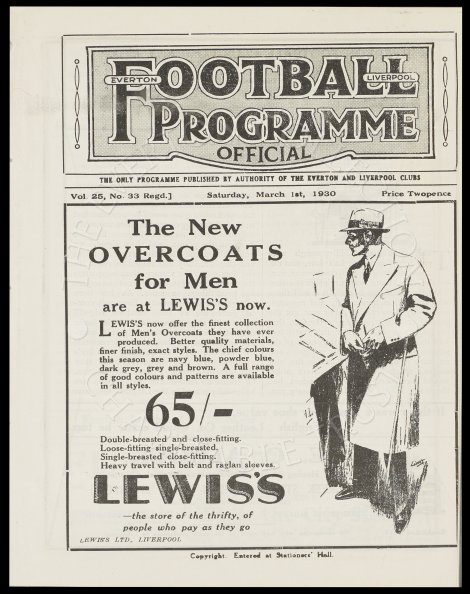 EVERTON FOOTBALL LIVERPOOL
PROGRAMME
OFFICIAL
THE ONLY PROGRAMME PUBLISHED BY AUTHORITY OF THE EVERTON AND LIVERPOOL CLUBS
Vol. 25, No. 33 Regd.] Saturday, March 1st, 1930 Price Twopence
The New
OVERCOATS
for Men
are at LEWIS'S now.
LEWIS'S now offer the finest collection
of Men's Overcoats they have ever
produced. Better quality materials,
finer finish, exact styles. The chief colours
this season are navy blue, powder blue,
dark grey, grey and brown. A full range
of good colours and patterns are available
in all styles.
65/-
Double-breasted and close-fitting.
Loose-fitting single-breasted.
Single-breasted close-fitting.
Heavy travel with belt and raglan sleeves.
LEWIS'S
—the store of the thrifty, of
people who pay as they go
LEWIS'S LTD., LIVERPOOL
Copyright. Entered at Stationers' Hall.